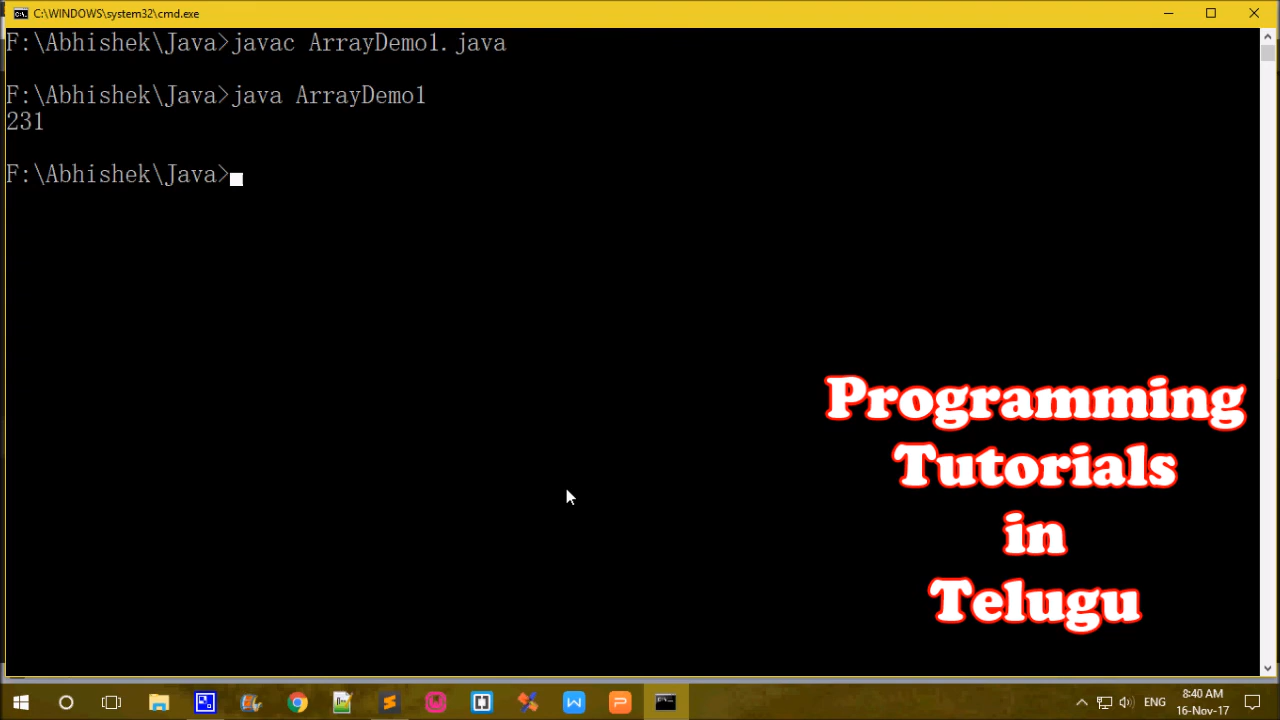 C:\WINDOWS\system32\cmd.exe
F:\Abhishek\Java>javac ArrayDemo1.java
F:\Abhishek\Java>java ArrayDemo1
231
F:\Abhishek\Java>
Programming
Tutorials
in
Telugu
ENG
8:40 AM
16-Nov-17